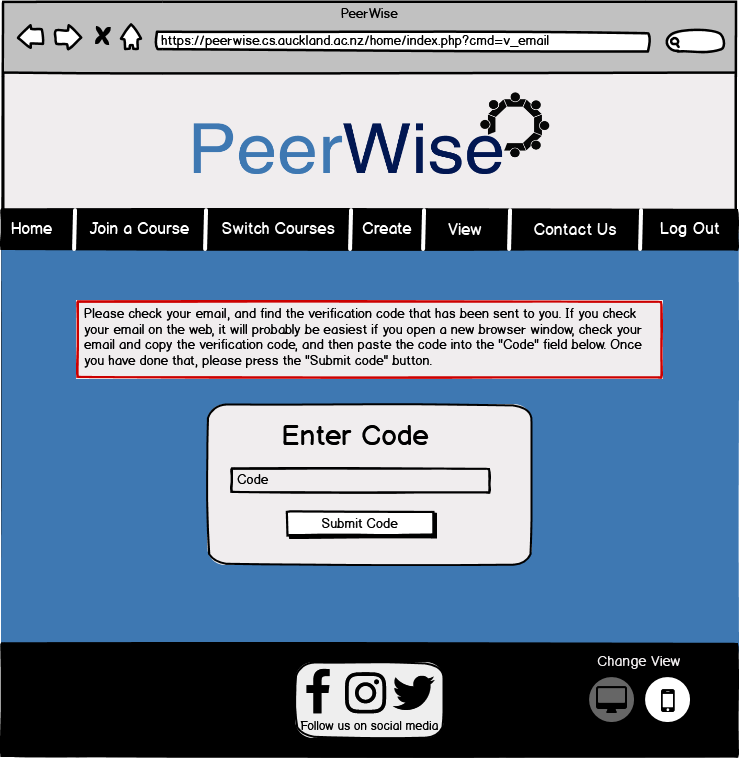 PeerWise
https://peerwise.cs.auckland.ac.nz/home/index.php?cmd=v_email
PeerWise
Home Join a Course Switch Courses Create View Contact Us Log Out
Please check your email, and find the verification code that has been sent to you. If you check
your email on the web, it will probably be easiest if you open a new browser window, check your
email and copy the verification code, and then paste the code into the "Code" field below. Once
you have done that, please press the "Submit code" button.
Enter Code
Code
Submit Code
Change View
Follow us on social media